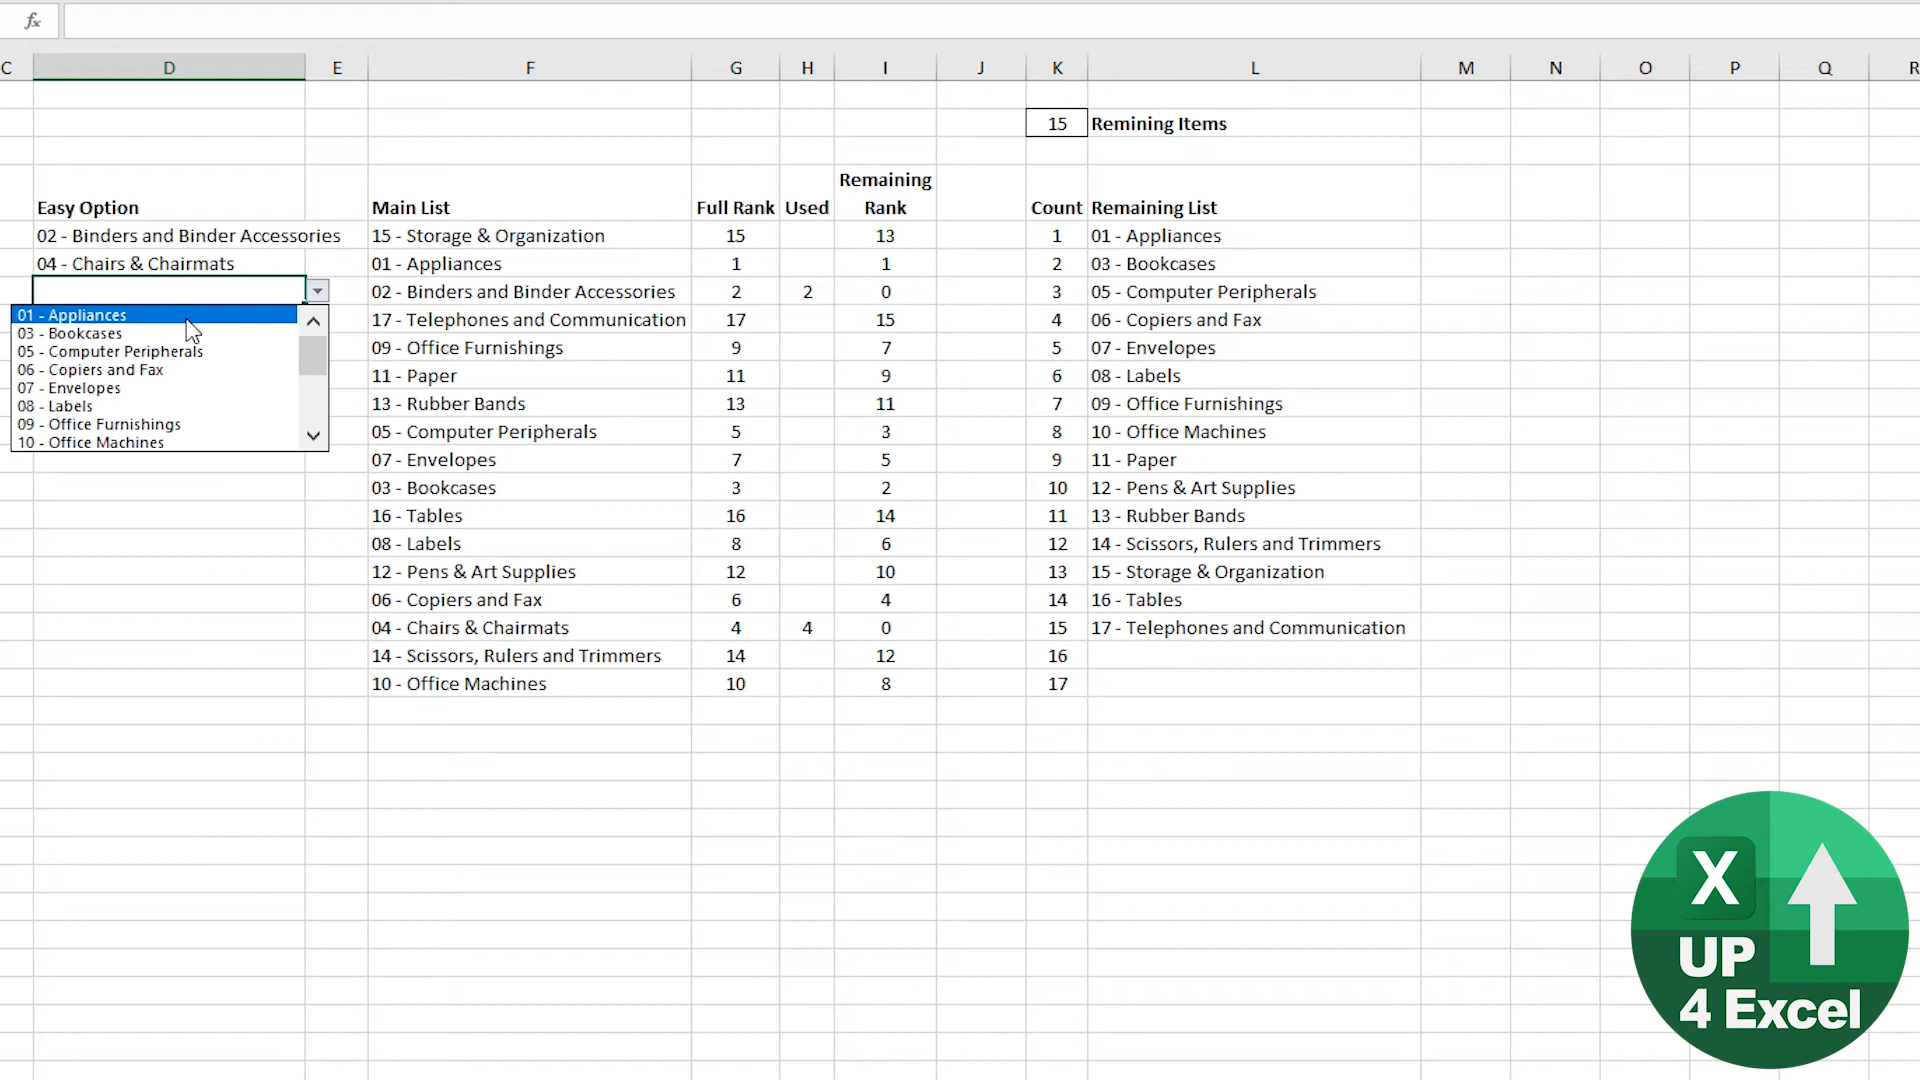 fx
C D E F G H I J K L M N O P Q R
15 Remining Items
Remaining
Easy Option Main List Full Rank Used Rank Count Remaining List
02 - Binders and Binder Accessories 15 - Storage & Organization 15 13 1 01 - Appliances
04 - Chairs & Chairmats 01 - Appliances 1 1 2 03 - Bookcases
02 - Binders and Binder Accessories 2 2 0 3 05 - Computer Peripherals
17 - Telephones and Communication 17 15 4 06 - Copiers and Fax
09 - Office Furnishings 9 7 5 07 - Envelopes
11 - Paper 11 9 6 08 - Labels
13 - Rubber Bands 13 11 7 09 - Office Furnishings
05 - Computer Peripherals 5 3 8 10 - Office Machines
07 - Envelopes 7 5 9 11 - Paper
03 - Bookcases 3 2 10 12 - Pens & Art Supplies
16 - Tables 16 14 11 13 - Rubber Bands
08 - Labels 8 6 12 14 - Scissors, Rulers and Trimmers
12 - Pens & Art Supplies 12 10 13 15 - Storage & Organization
06 - Copiers and Fax 6 4 14 16 - Tables
04 - Chairs & Chairmats 4 4 0 15 17 - Telephones and Communication
14 - Scissors, Rulers and Trimmers 14 12 16
10 - Office Machines 10 8 17
01 - Appliances
03 - Bookcases
05 - Computer Peripherals
06 - Copiers and Fax
07 - Envelopes
08 - Labels
09 - Office Furnishings
10 - Office Machines
X
UP
4 Excel